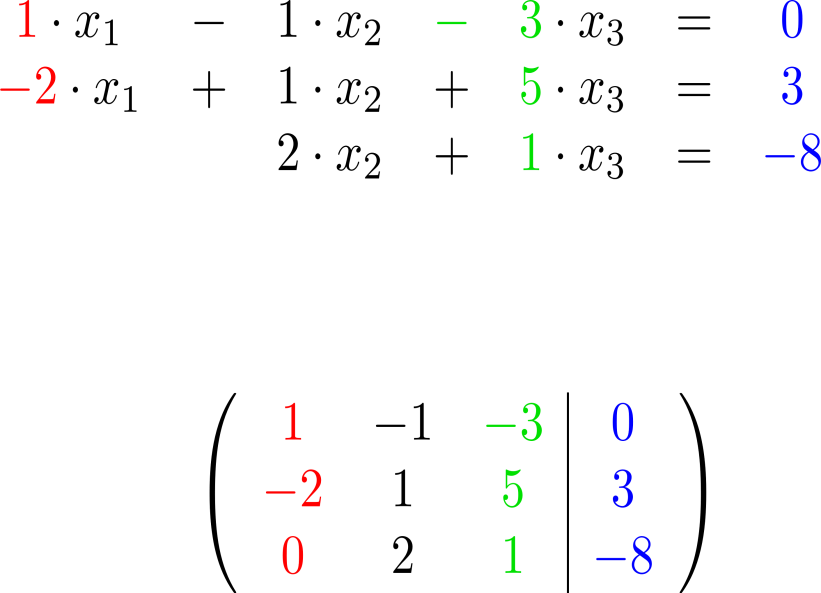 1 · x₁ − 1 · x₂ − 3 · x₃ = 0
−2 · x₁ + 1 · x₂ + 5 · x₃ = 3
2 · x₂ + 1 · x₃ = −8
( 1 −1 −3 | 0 )
( −2 1 5 | 3 )
( 0 2 1 | −8 )